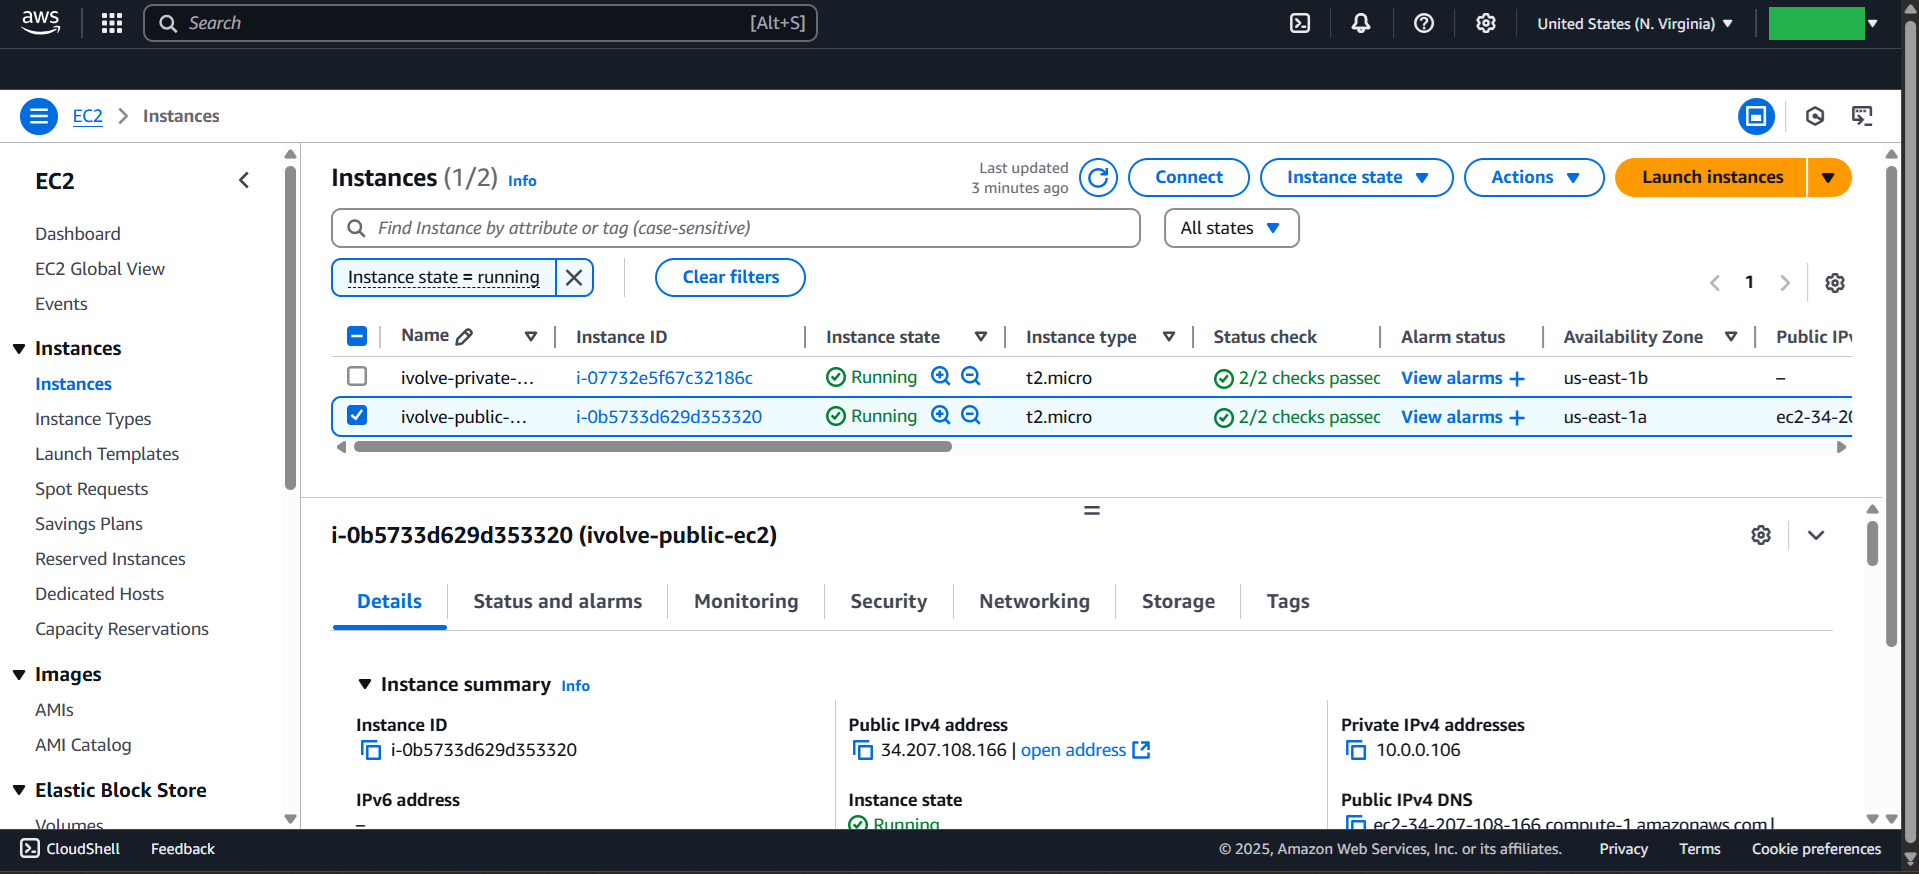 aws
Search [Alt+S]
United States (N. Virginia)
EC2 Instances
EC2
Dashboard
EC2 Global View
Events
Instances
Instances
Instance Types
Launch Templates
Spot Requests
Savings Plans
Reserved Instances
Dedicated Hosts
Capacity Reservations
Images
AMIs
AMI Catalog
Elastic Block Store
Volumes
Instances (1/2) Info
Last updated
3 minutes ago
Connect Instance state Actions Launch instances
Find Instance by attribute or tag (case-sensitive) All states
Instance state = running Clear filters
1
Name Instance ID Instance state Instance type Status check Alarm status Availability Zone Public IPv
ivolve-private-... i-07732e5f67c32186c Running t2.micro 2/2 checks passec View alarms + us-east-1b –
ivolve-public-... i-0b5733d629d353320 Running t2.micro 2/2 checks passec View alarms + us-east-1a ec2-34-20
i-0b5733d629d353320 (ivolve-public-ec2)
Details Status and alarms Monitoring Security Networking Storage Tags
Instance summary Info
Instance ID Public IPv4 address Private IPv4 addresses
i-0b5733d629d353320 34.207.108.166 | open address 10.0.0.106
IPv6 address Instance state Public IPv4 DNS
– Running ec2-34-207-108-166.compute-1.amazonaws.com |
CloudShell Feedback © 2025, Amazon Web Services, Inc. or its affiliates. Privacy Terms Cookie preferences